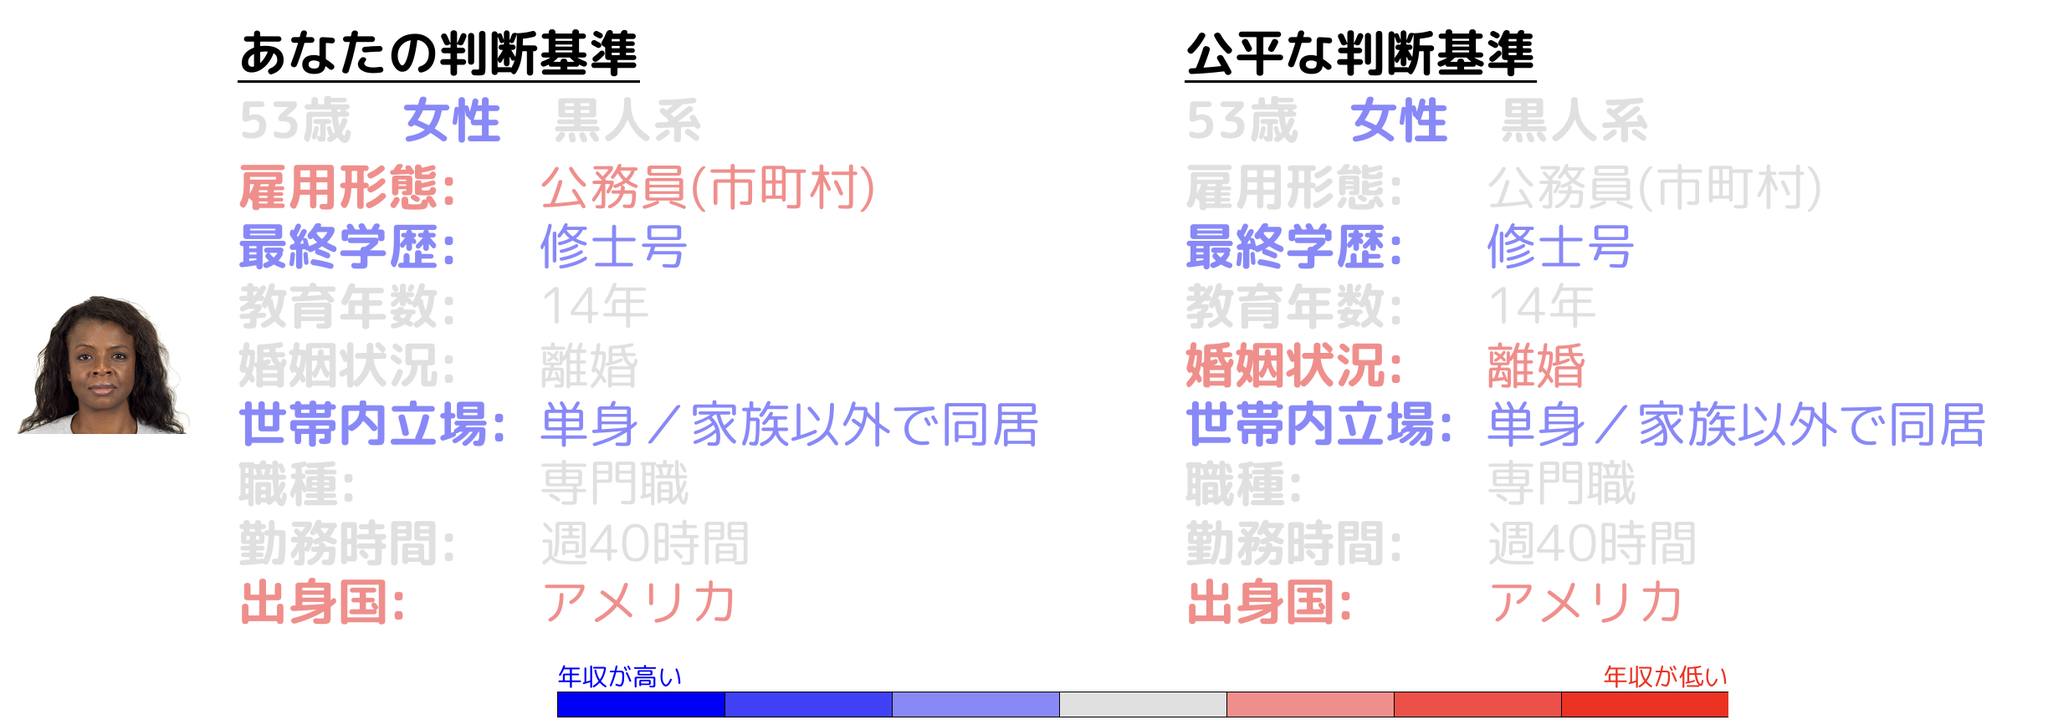 あなたの判断基準
53歳 女性 黒人系
雇用形態: 公務員(市町村)
最終学歴: 修士号
教育年数: 14年
婚姻状況: 離婚
世帯内立場: 単身／家族以外で同居
職種: 専門職
勤務時間: 週40時間
出身国: アメリカ
公平な判断基準
53歳 女性 黒人系
雇用形態: 公務員(市町村)
最終学歴: 修士号
教育年数: 14年
婚姻状況: 離婚
世帯内立場: 単身／家族以外で同居
職種: 専門職
勤務時間: 週40時間
出身国: アメリカ
年収が高い 年収が低い